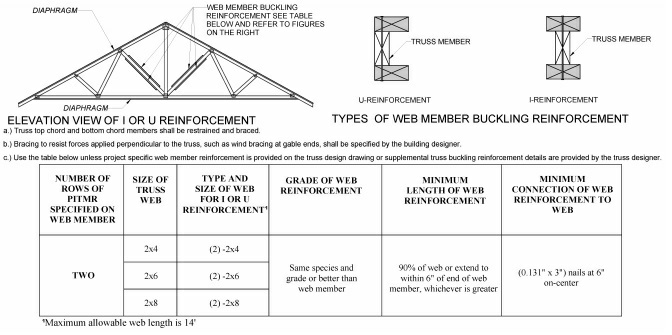 DIAPHRAGM
WEB MEMBER BUCKLING
REINFORCEMENT SEE TABLE
BELOW AND REFER TO FIGURES
ON THE RIGHT
DIAPHRAGM
ELEVATION VIEW OF I OR U REINFORCEMENT
TRUSS MEMBER
TRUSS MEMBER
U-REINFORCEMENT
I-REINFORCEMENT
TYPES OF WEB MEMBER BUCKLING REINFORCEMENT
a.) Truss top chord and bottom chord members shall be restrained and braced.
b.) Bracing to resist forces applied perpendicular to the truss, such as wind bracing at gable ends, shall be specified by the building designer.
c.) Use the table below unless project specific web member reinforcement is provided on the truss design drawing or supplemental truss buckling reinforcement details are provided by the truss designer.
NUMBER OF
ROWS OF
PITMR
SPECIFIED ON
WEB MEMBER
SIZE OF
TRUSS
WEB
TYPE AND
SIZE OF WEB
FOR I OR U
REINFORCEMENT¶
GRADE OF WEB
REINFORCEMENT
MINIMUM
LENGTH OF WEB
REINFORCEMENT
MINIMUM
CONNECTION OF WEB
REINFORCEMENT TO
WEB
TWO
2x4
(2) -2x4
2x6
(2) -2x6
2x8
(2) -2x8
Same species and
grade or better than
web member
90% of web or extend to
within 6" of end of web
member, whichever is greater
(0.131" x 3") nails at 6"
on-center
¶Maximum allowable web length is 14'